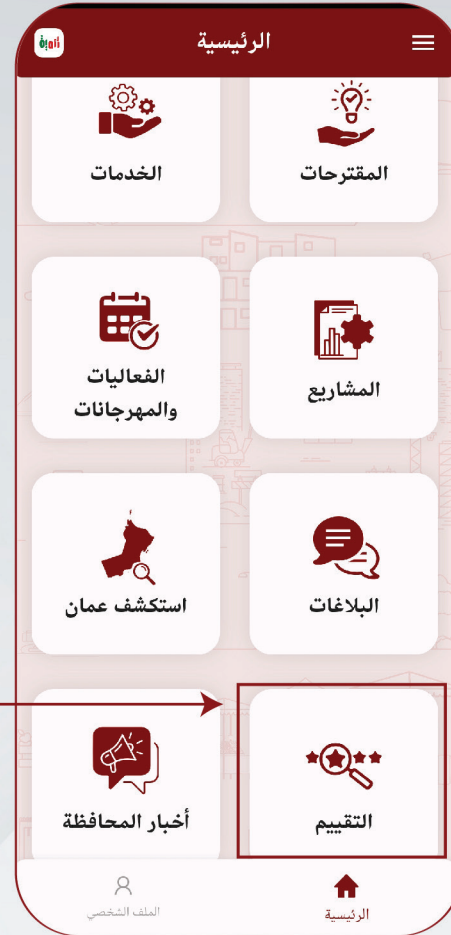 الرئيسية
المقترحات
الخدمات
المشاريع
الفعاليات
والمهرجانات
البلاغات
استكشف عمان
التقييم
أخبار المحافظة
الرئيسية
الملف الشخصي